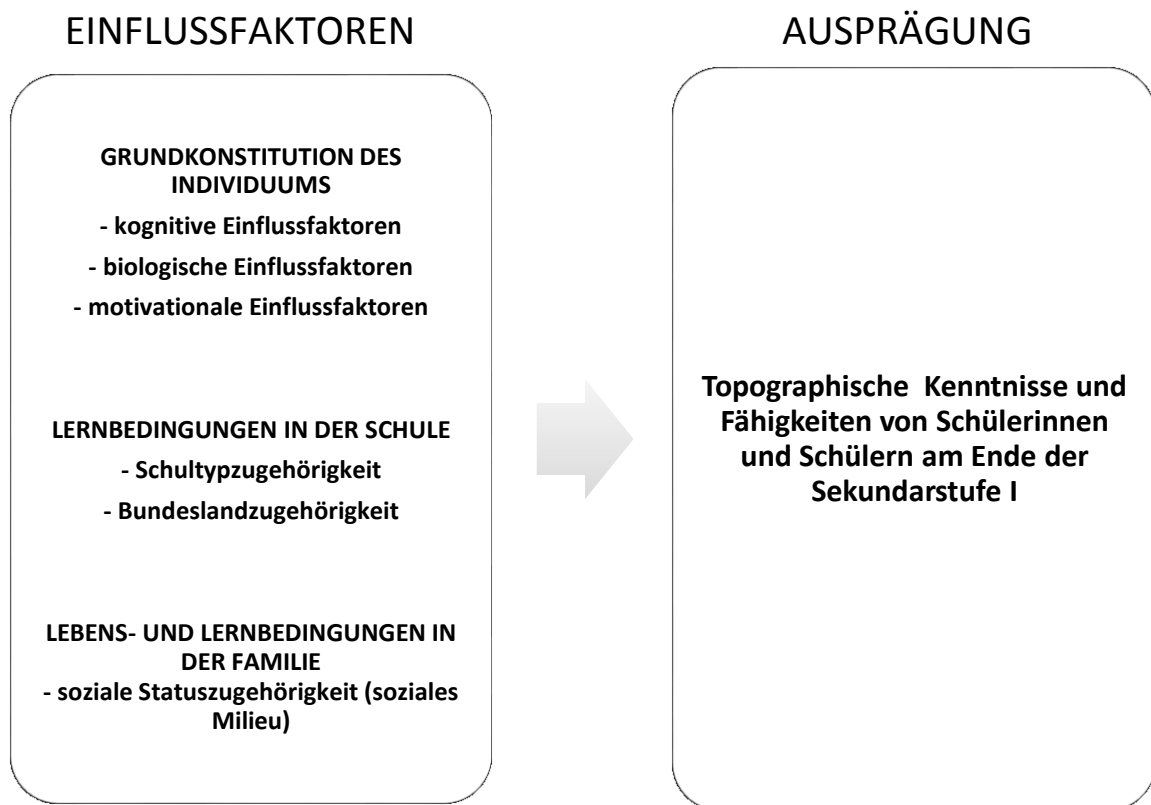 EINFLUSSFAKTOREN
GRUNDKONSTITUTION DES
INDIVIDUUMS
- kognitive Einflussfaktoren
- biologische Einflussfaktoren
- motivationale Einflussfaktoren
LERNBEDINGUNGEN IN DER SCHULE
- Schultypzugehörigkeit
- Bundeslandzugehörigkeit
LEBENS- UND LERNBEDINGUNGEN IN
DER FAMILIE
- soziale Statuszugehörigkeit (soziales
Milieu)
AUSPRÄGUNG
Topographische Kenntnisse und
Fähigkeiten von Schülerinnen
und Schülern am Ende der
Sekundarstufe I